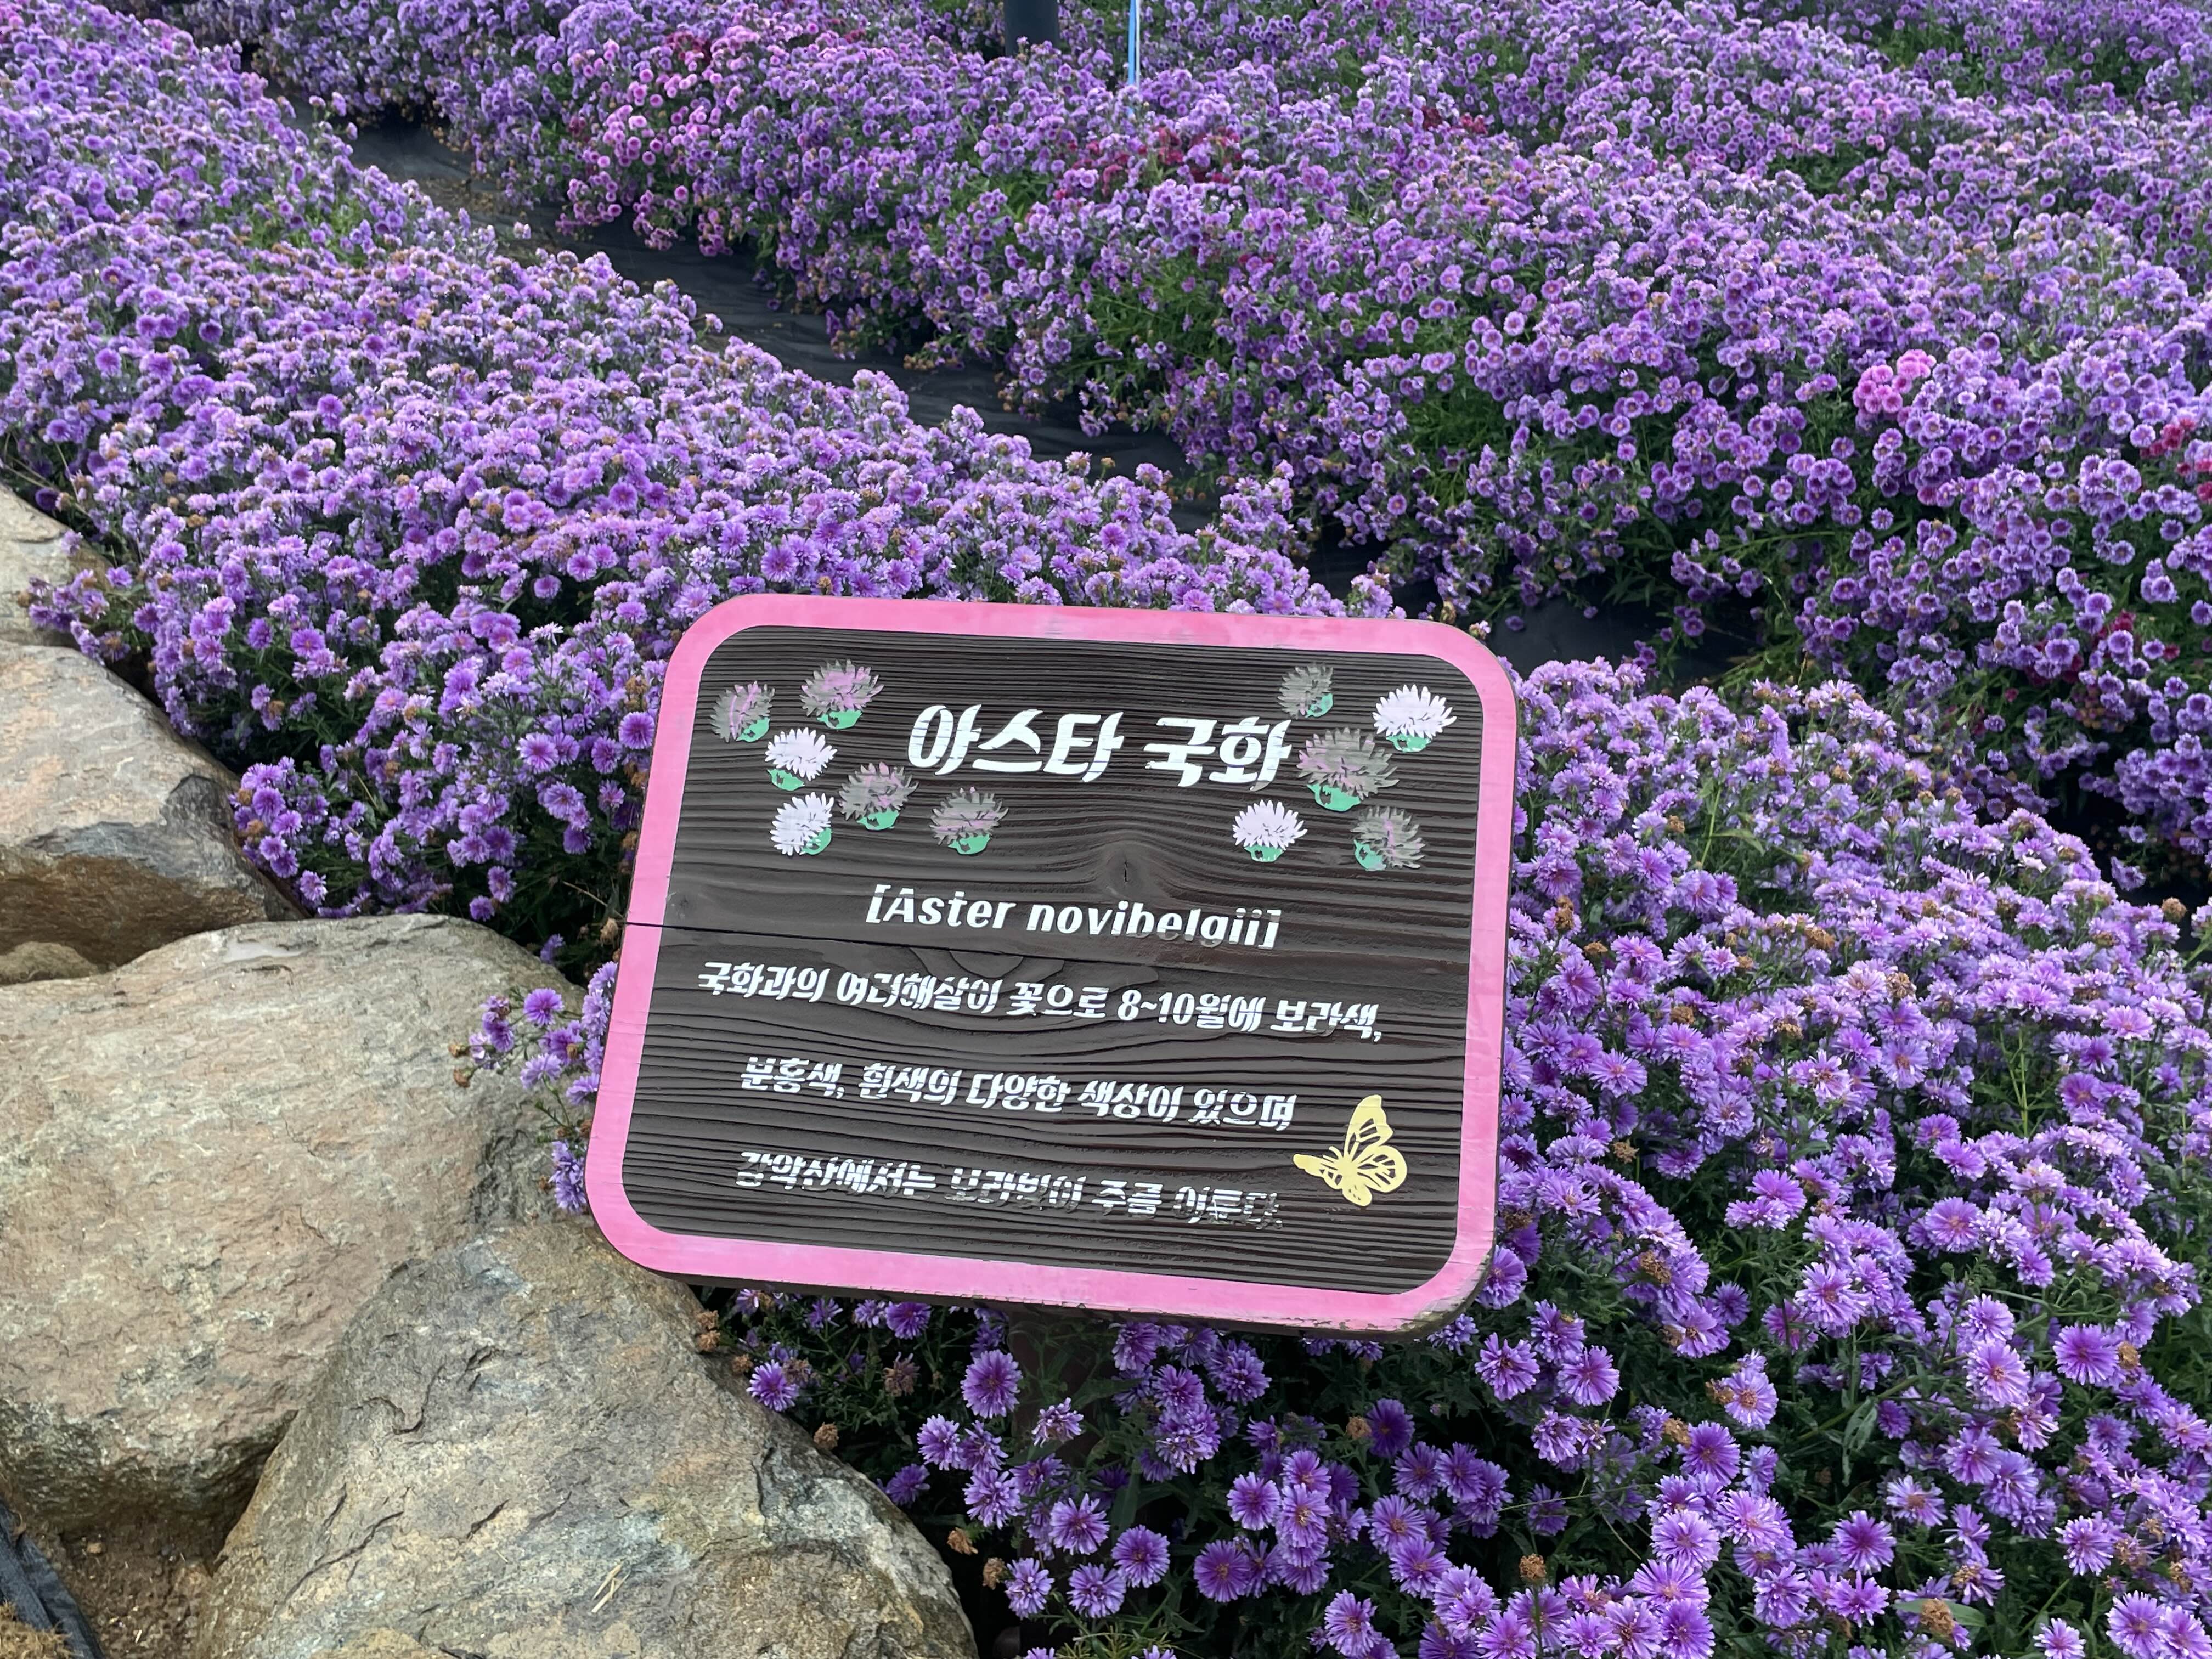 아스타 국화
[Aster novibelgii]
국화과의 여러해살이 꽃으로 8~10월에 보라색,
분홍색, 흰색의 다양한 색상이 있으며
감악산에서는 보라빛이 주를 이룬다.